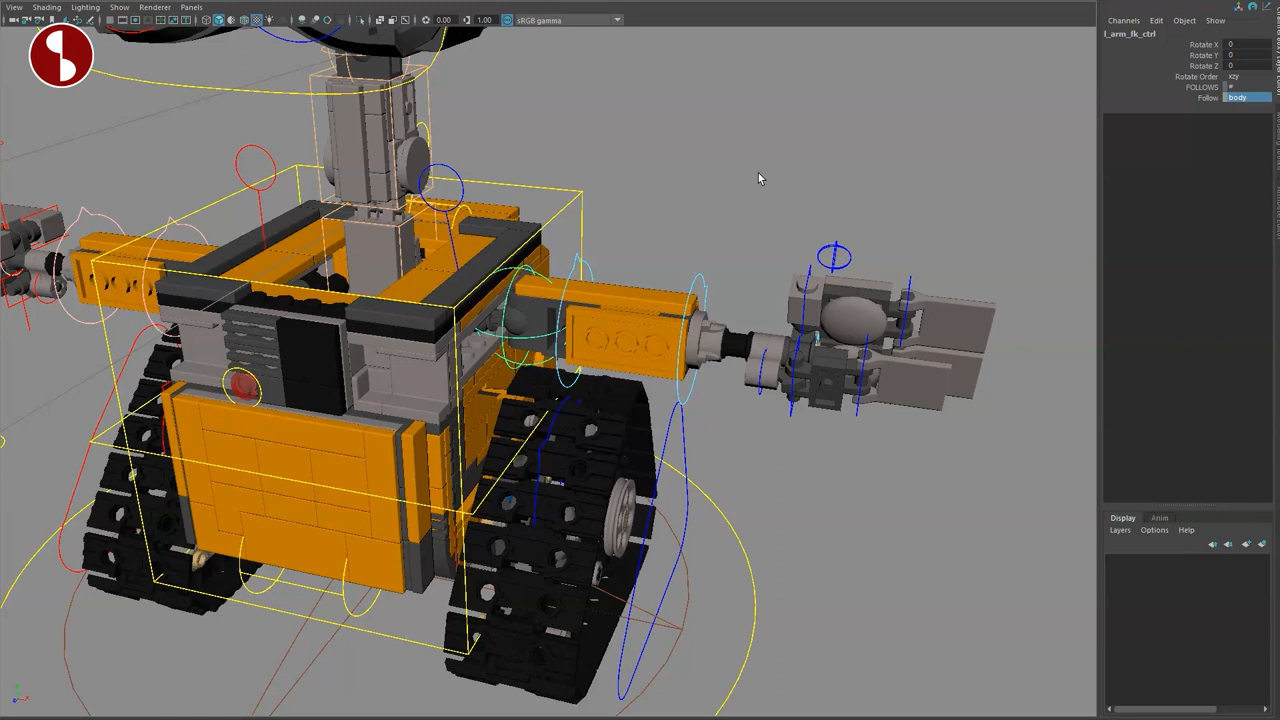 View Shading Lighting Show Renderer Panels
0.00 1.00 sRGB gamma
Channels Edit Object Show
l_arm_fk_ctrl
Rotate X 0
Rotate Y 0
Rotate Z 0
Rotate Order xzy
FOLLOWS #
Follow body
Display Anim
Layers Options Help